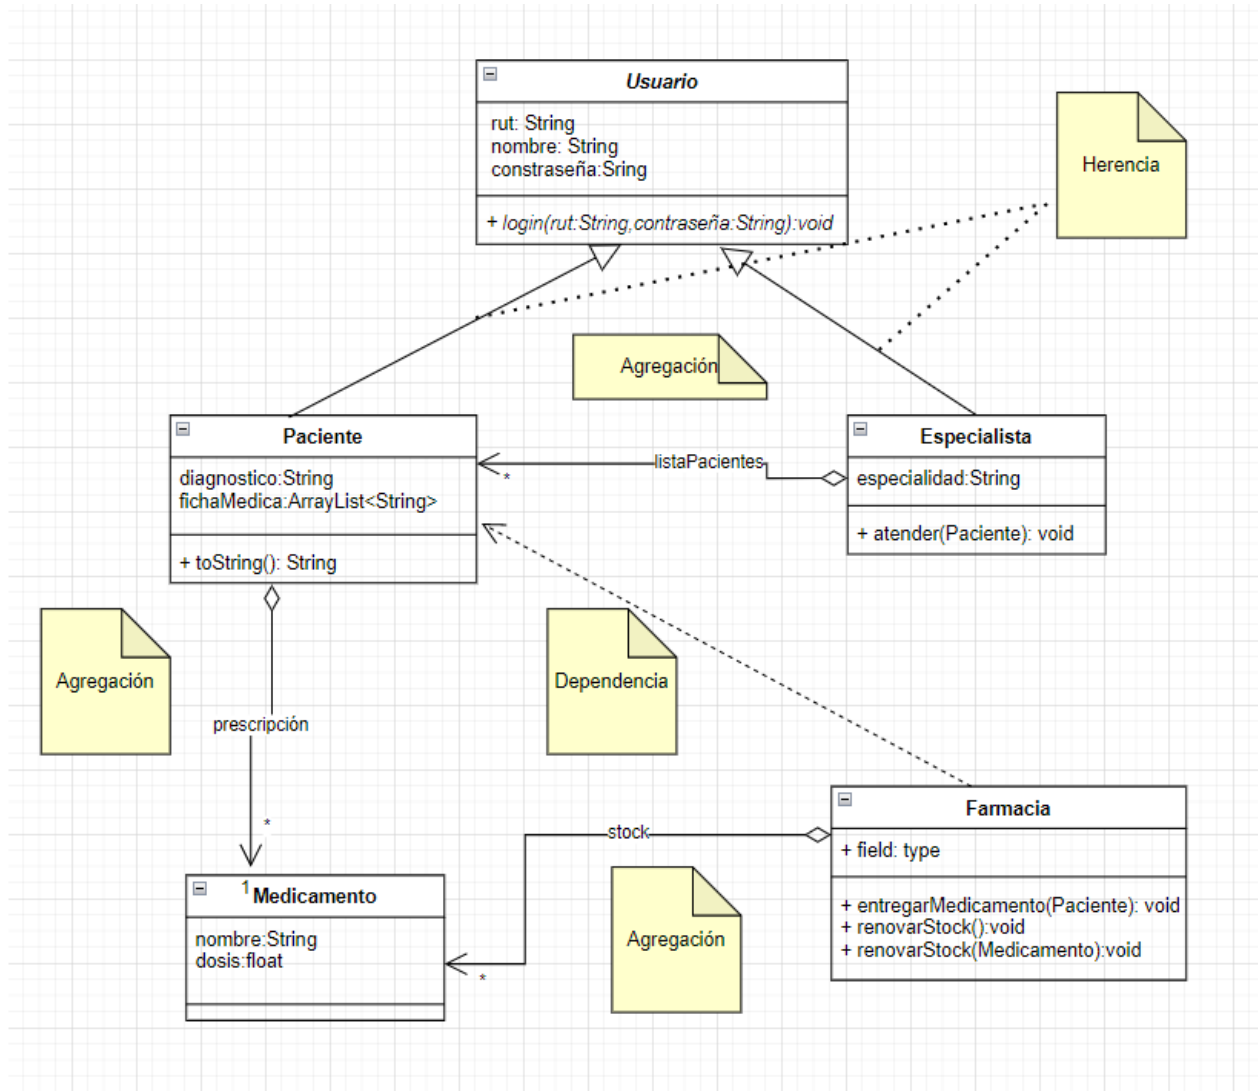 Usuario
rut: String
nombre: String
constraseña:Sring
+ login(rut:String,contraseña:String):void
Herencia
Agregación
Paciente
diagnostico:String
fichaMedica:ArrayList<String>
+ toString(): String
listaPacientes
*
Especialista
especialidad:String
+ atender(Paciente): void
Agregación
prescripción
*
Dependencia
1
Medicamento
nombre:String
dosis:float
stock
*
Agregación
Farmacia
+ field: type
+ entregarMedicamento(Paciente): void
+ renovarStock():void
+ renovarStock(Medicamento):void